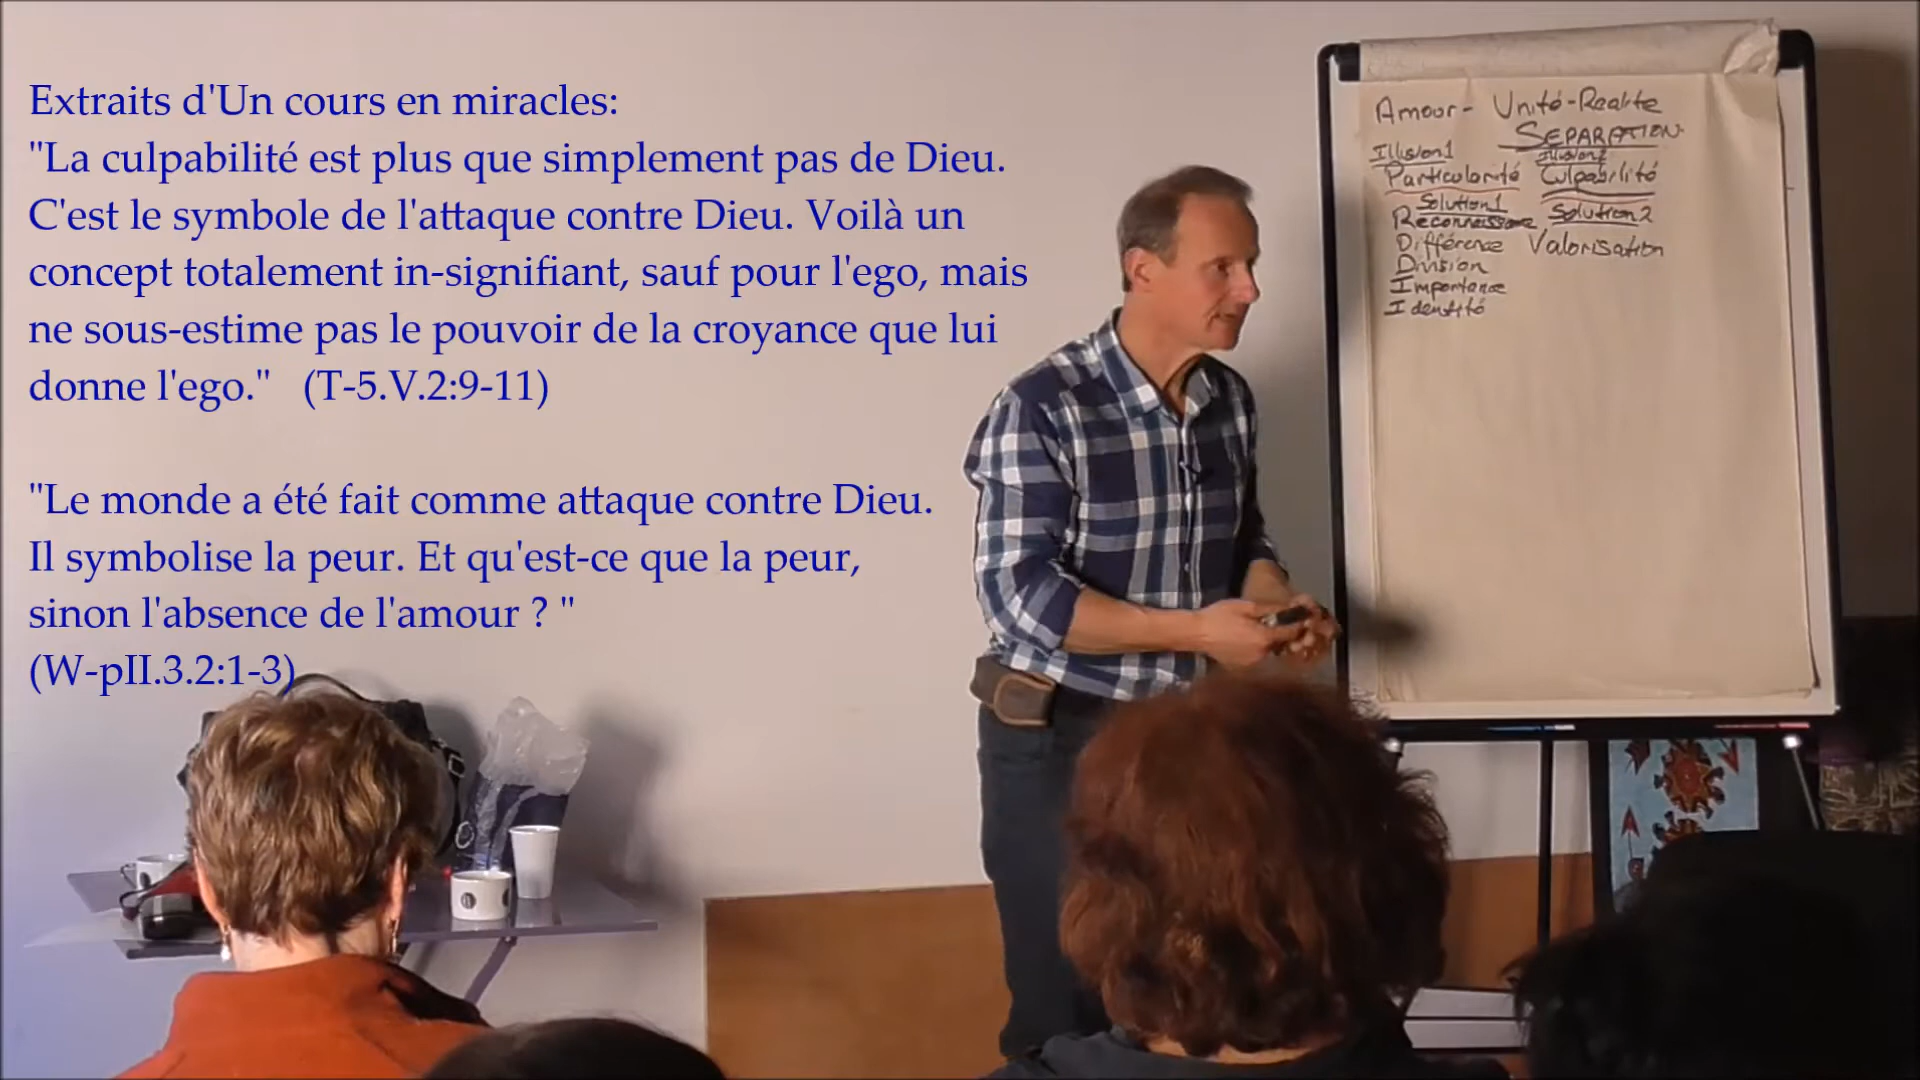 Extraits d'Un cours en miracles:
"La culpabilité est plus que simplement pas de Dieu.
C'est le symbole de l'attaque contre Dieu. Voilà un
concept totalement in-signifiant, sauf pour l'ego, mais
ne sous-estime pas le pouvoir de la croyance que lui
donne l'ego." (T-5.V.2:9-11)
"Le monde a été fait comme attaque contre Dieu.
Il symbolise la peur. Et qu'est-ce que la peur,
sinon l'absence de l'amour ? "
(W-pII.3.2:1-3)
Amour - Unité - Realite
SEPARATION
Illusion1 Illusion2
Particularité Culpabilité
Solution1 Solution2
Reconnaissance
Différence Valorisation
Division
Importance
Identité